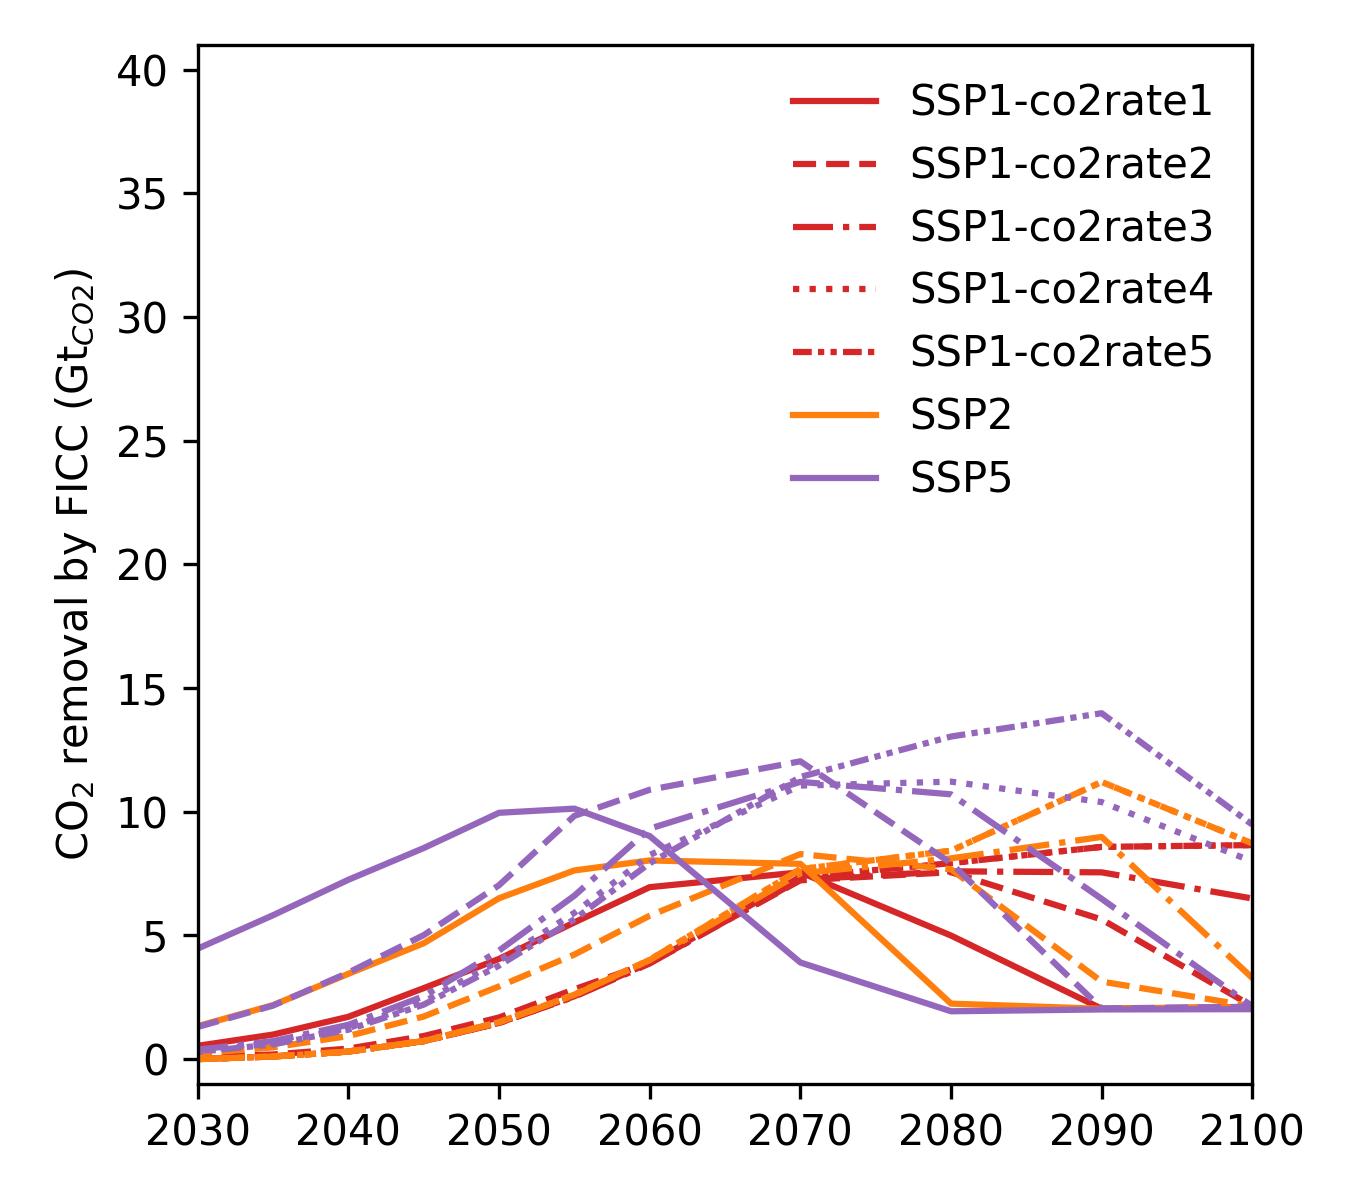 CO₂ removal by FICC (Gt_CO2)
40
35
30
25
20
15
10
5
0
2030 2040 2050 2060 2070 2080 2090 2100
SSP1-co2rate1
SSP1-co2rate2
SSP1-co2rate3
SSP1-co2rate4
SSP1-co2rate5
SSP2
SSP5